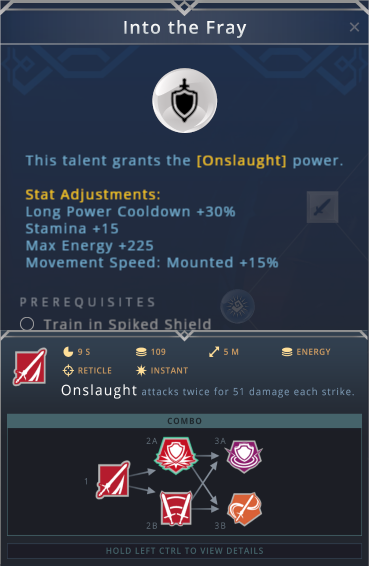 Into the Fray
This talent grants the [Onslaught] power.
Stat Adjustments:
Long Power Cooldown +30%
Stamina +15
Max Energy +225
Movement Speed: Mounted +15%
PREREQUISITES
Train in Spiked Shield
9 S 109 5 M ENERGY
RETICLE INSTANT
Onslaught attacks twice for 51 damage each strike.
COMBO
2A 3A
1
2B 3B
HOLD LEFT CTRL TO VIEW DETAILS